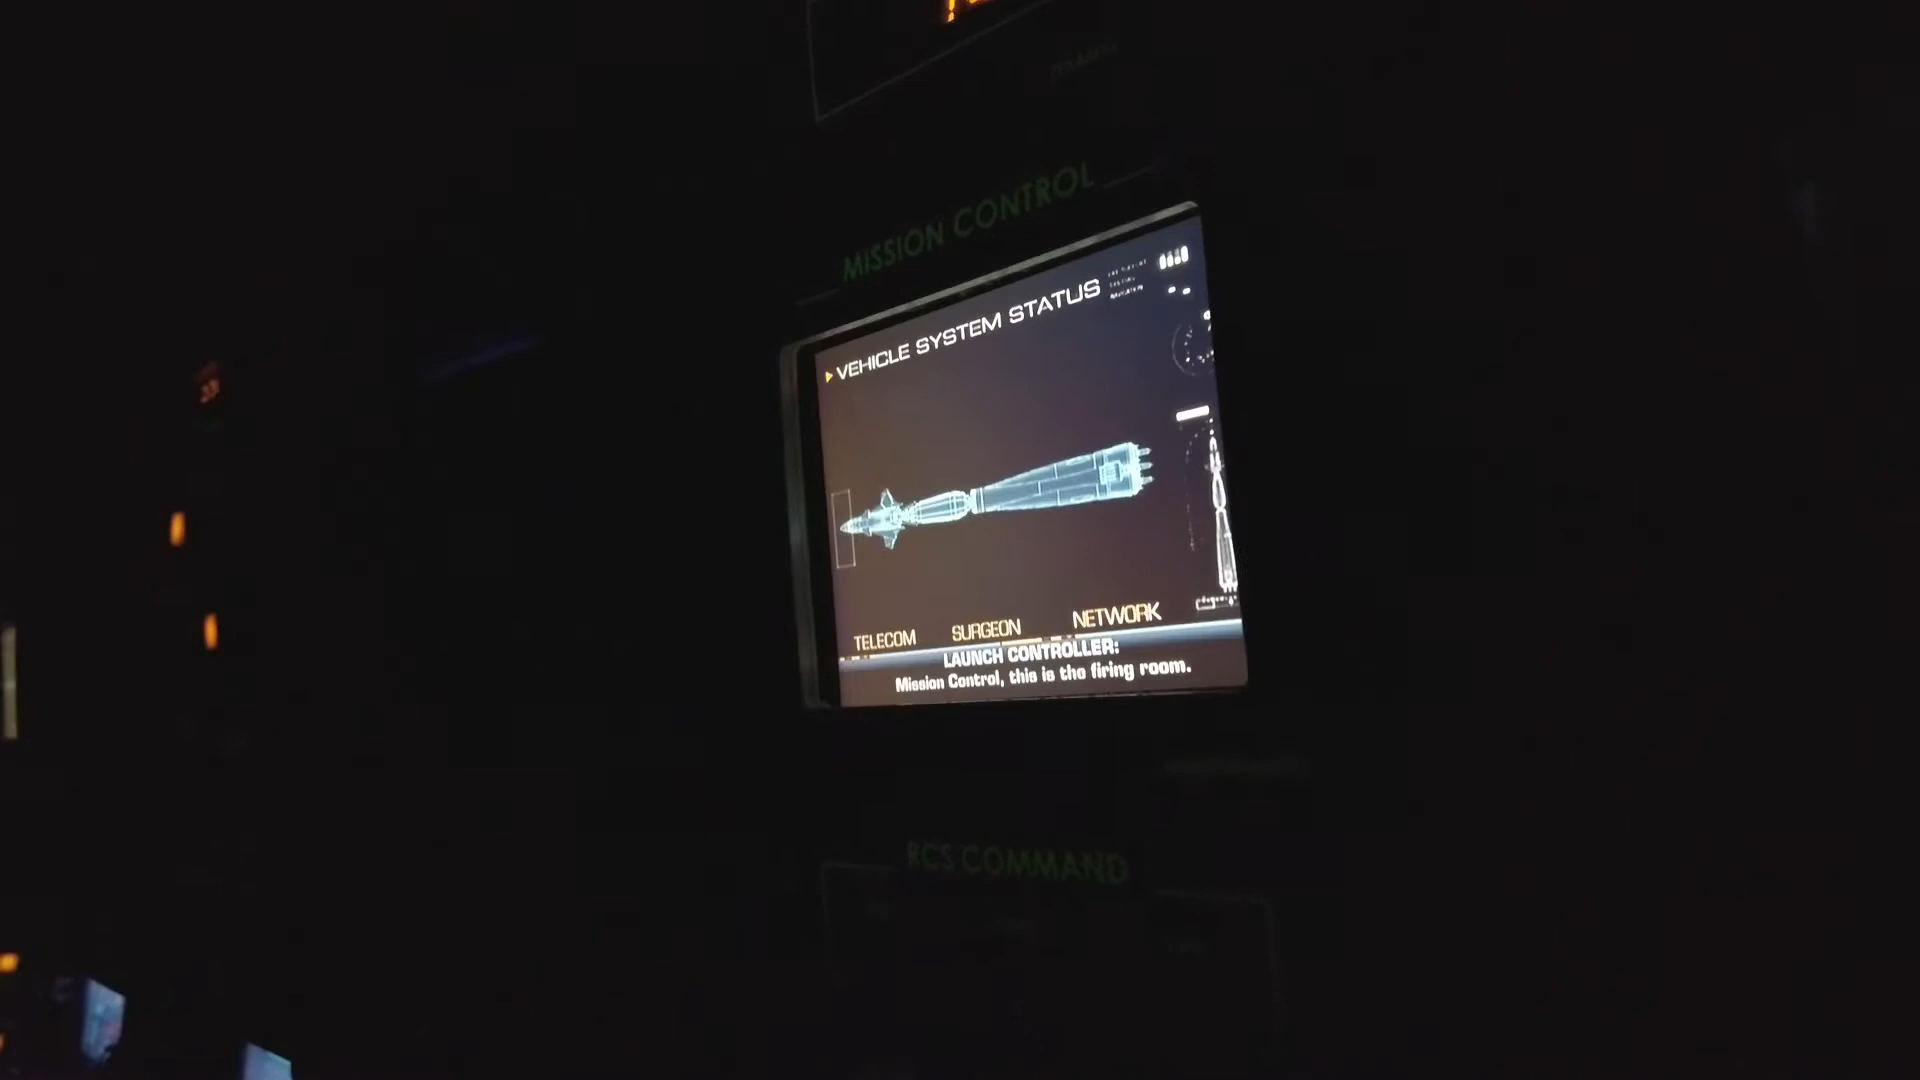 MISSION CONTROL
VEHICLE SYSTEM STATUS
TELECOM SURGEON NETWORK
LAUNCH CONTROLLER:
Mission Control, this is the firing room.
RCS COMMAND